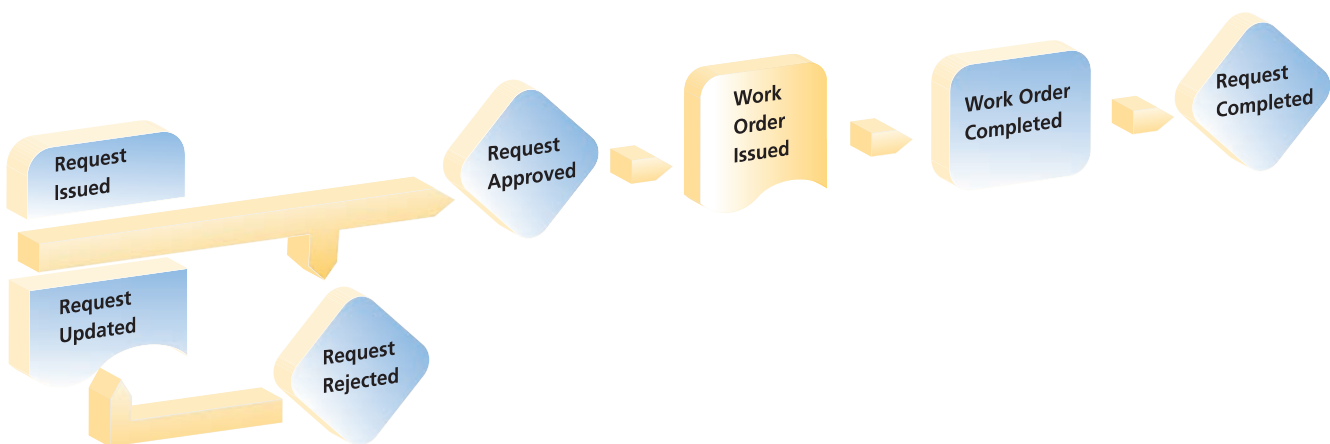 Request
Issued
Request
Updated
Request
Rejected
Request
Approved
Work
Order
Issued
Work Order
Completed
Request
Completed